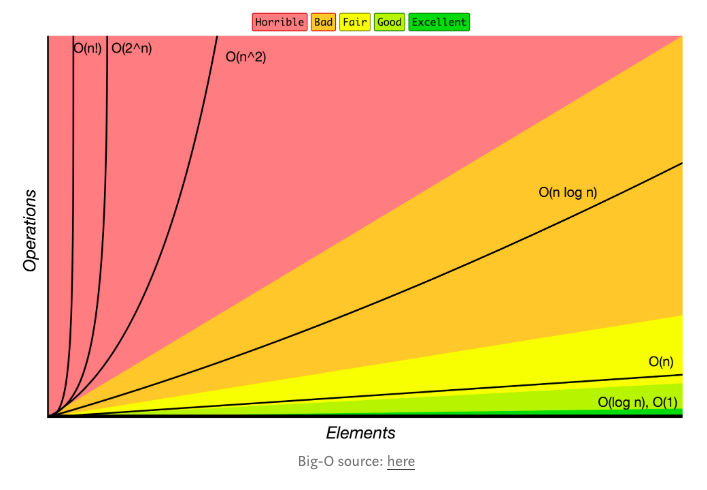 Horrible Bad Fair Good Excellent
O(n!) O(2^n)
O(n^2)
O(n log n)
Operations
O(n)
O(log n), O(1)
Elements
Big-O source: here